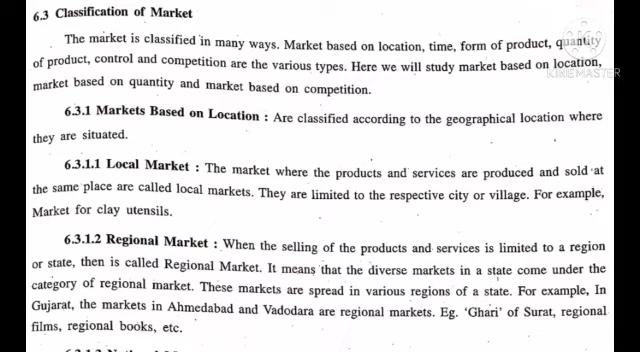 6.3 Classification of Market
The market is classified in many ways. Market based on location, time, form of product, quantity
of product, control and competition are the various types. Here we will study market based on location,
KINEMASTER
market based on quantity and market based on competition.
6.3.1 Markets Based on Location : Are classified according to the geographical location where
they are situated.
6.3.1.1 Local Market : The market where the products and services are produced and sold at
the same place are called local markets. They are limited to the respective city or village. For example,
Market for clay utensils.
6.3.1.2 Regional Market : When the selling of the products and services is limited to a region
or state, then is called Regional Market. It means that the diverse markets in a state come under the
category of regional market. These markets are spread in various regions of a state. For example, In
Gujarat, the markets in Ahmedabad and Vadodara are regional markets. Eg. 'Ghari' of Surat, regional
films, regional books, etc.